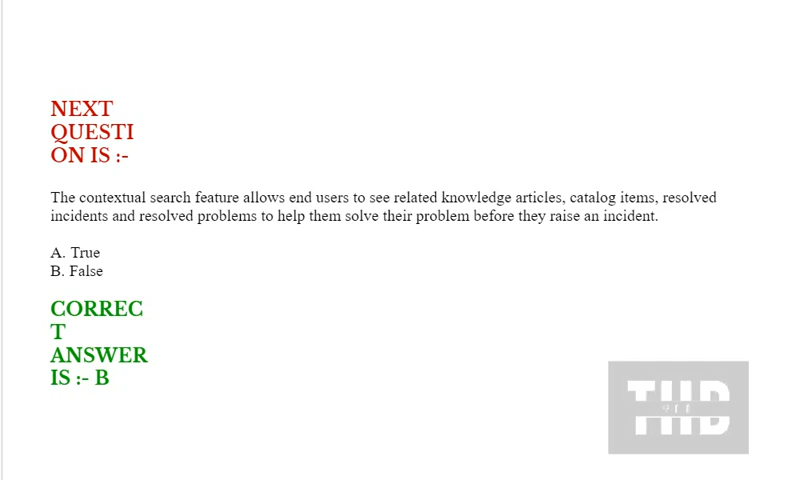 NEXT
QUESTI
ON IS :-
The contextual search feature allows end users to see related knowledge articles, catalog items, resolved
incidents and resolved problems to help them solve their problem before they raise an incident.
A. True
B. False
CORREC
T
ANSWER
IS :- B
THD
911